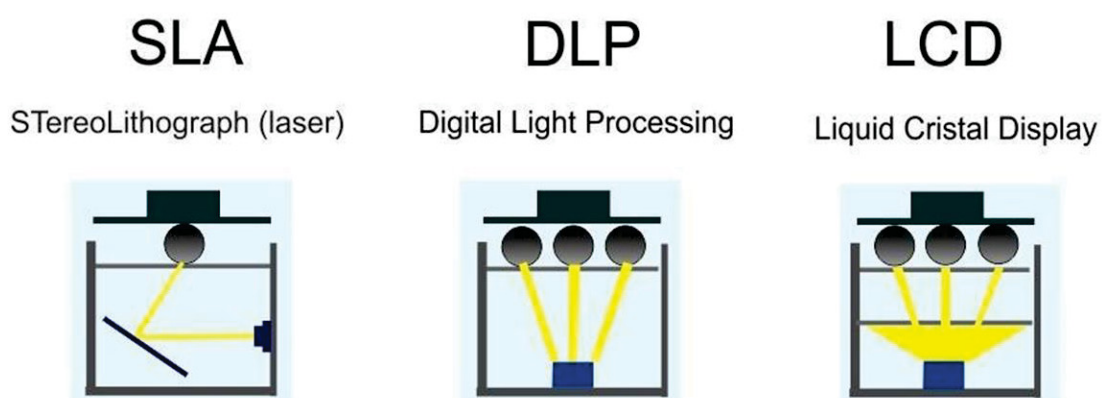 SLA
STereoLithograph (laser)
DLP
Digital Light Processing
LCD
Liquid Cristal Display